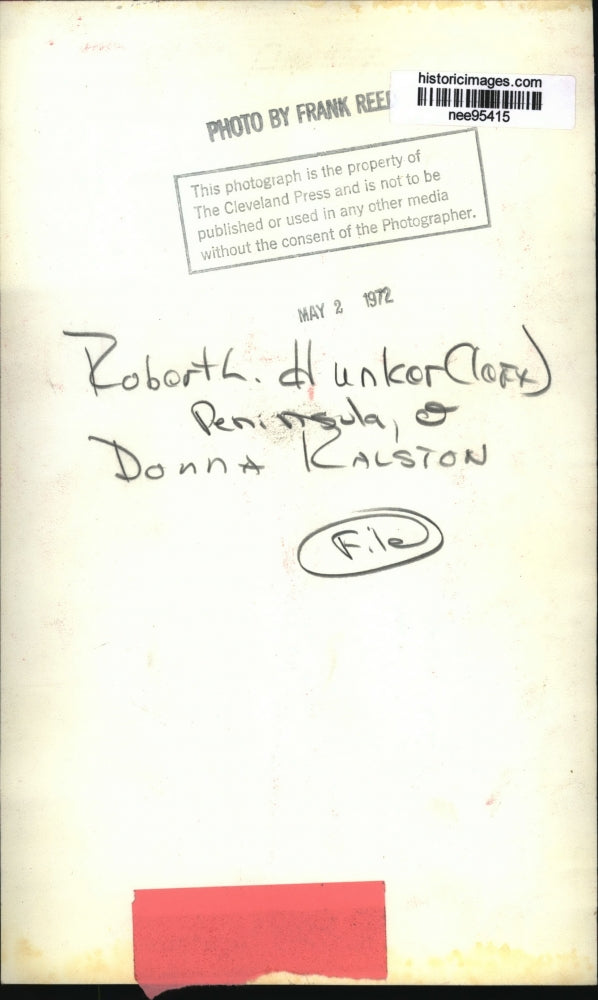 historicimages.com
nee95415
PHOTO BY FRANK REE
This photograph is the property of
The Cleveland Press and is not to be
published or used in any other media
without the consent of the Photographer.
MAY 2 1972
Robert L. Hunker (left)
Peninsula, O
Donna RALSTON
File